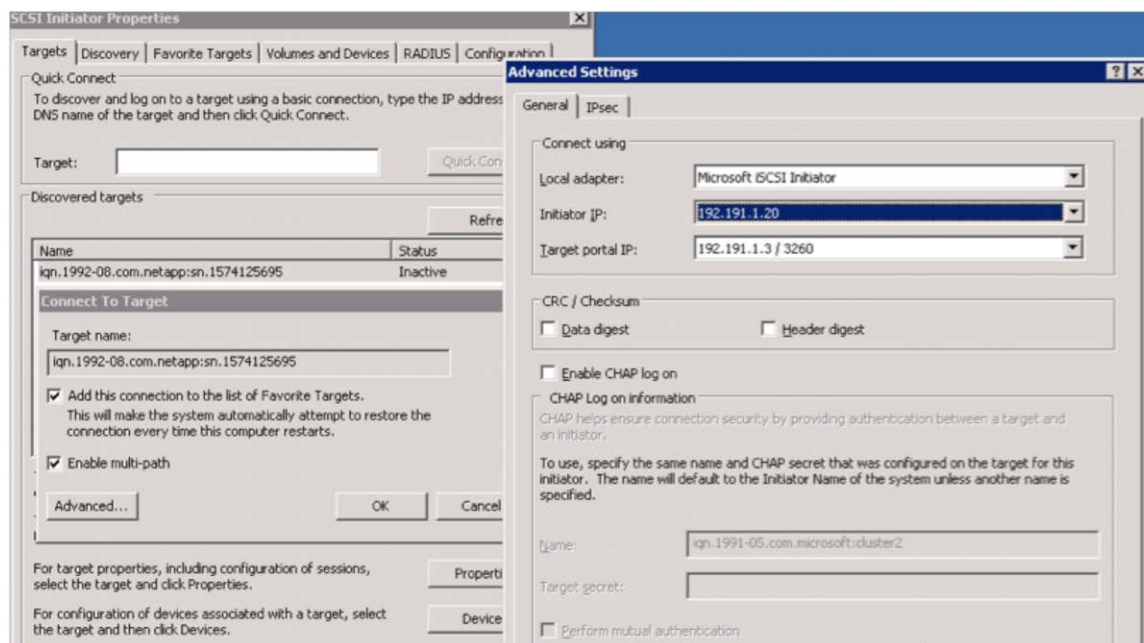 SCSI Initiator Properties
Targets Discovery Favorite Targets Volumes and Devices RADIUS Configuration
Quick Connect
To discover and log on to a target using a basic connection, type the IP address
DNS name of the target and then click Quick Connect.
Target:
Quick Con
Discovered targets
Refre
Name Status
iqn.1992-08.com.netapp:sn.1574125695 Inactive
Connect To Target
Target name:
iqn.1992-08.com.netapp:sn.1574125695
Add this connection to the list of Favorite Targets.
This will make the system automatically attempt to restore the
connection every time this computer restarts.
Enable multi-path
Advanced... OK Cancel
For target properties, including configuration of sessions,
select the target and click Properties.
Properti
For configuration of devices associated with a target, select
the target and then click Devices.
Device
Advanced Settings
General IPsec
Connect using
Local adapter: Microsoft iSCSI Initiator
Initiator IP: 192.191.1.20
Target portal IP: 192.191.1.3 / 3260
CRC / Checksum
Data digest Header digest
Enable CHAP log on
CHAP Log on information
CHAP helps ensure connection security by providing authentication between a target and
an initiator.
To use, specify the same name and CHAP secret that was configured on the target for this
initiator. The name will default to the Initiator Name of the system unless another name is
specified.
Name: iqn.1991-05.com.microsoft:cluster2
Target secret:
Perform mutual authentication